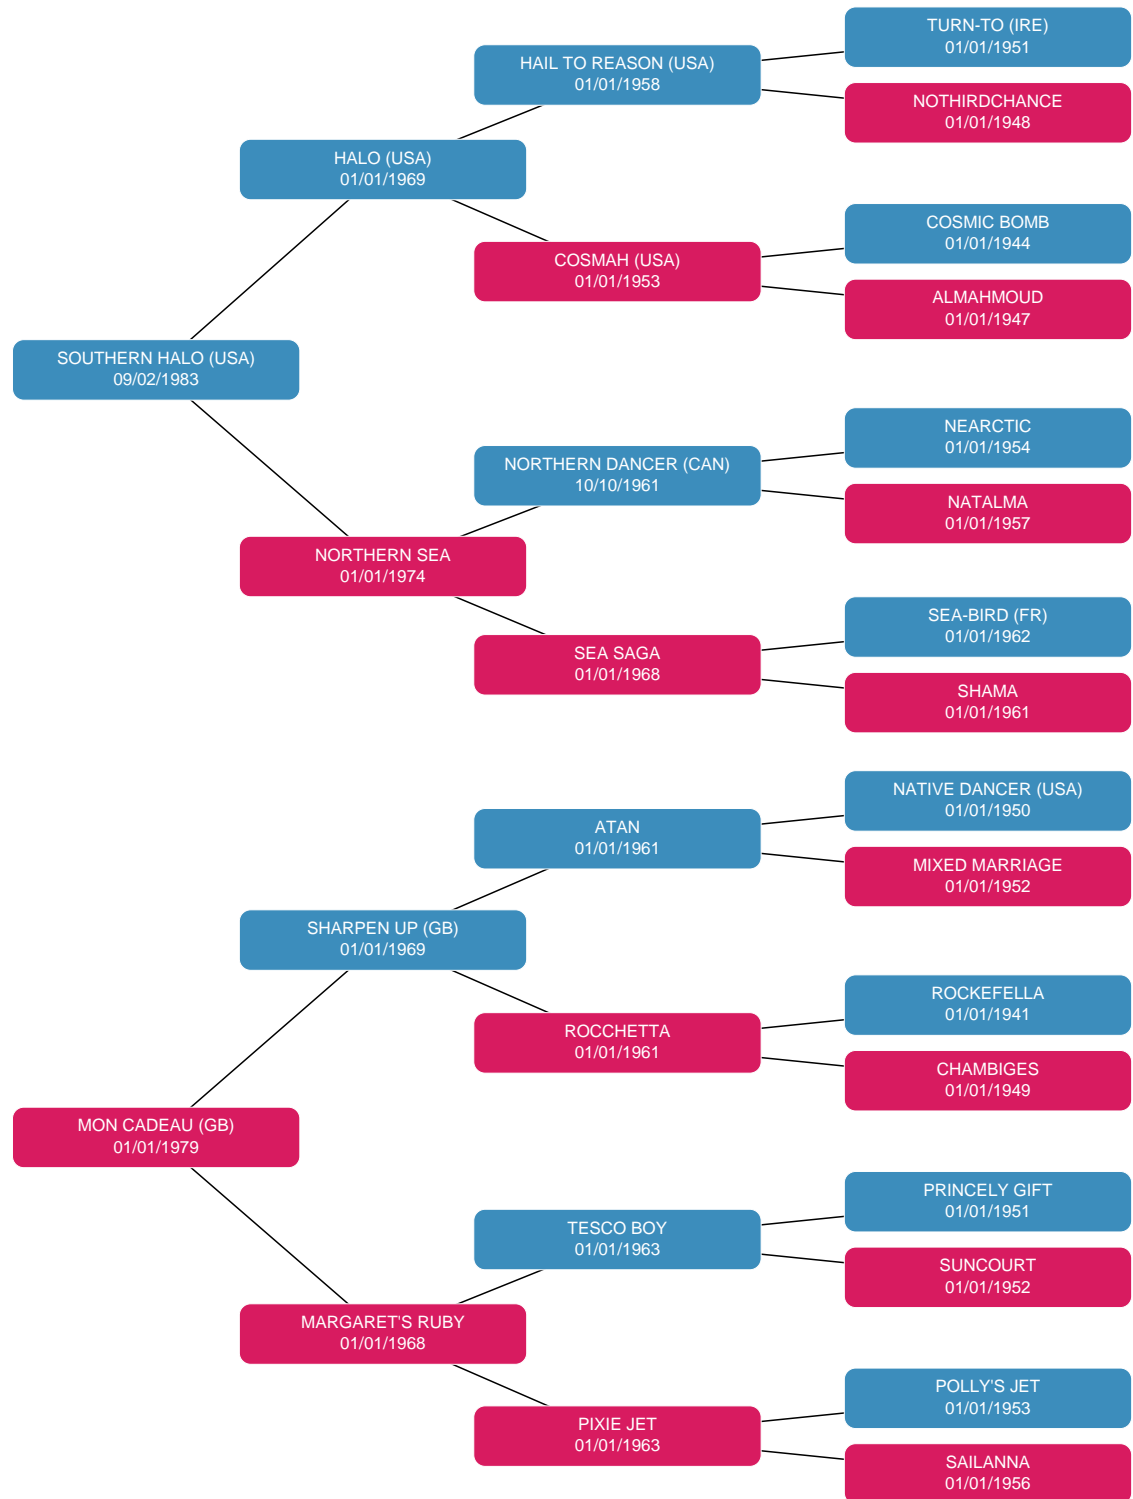 TURN-TO (IRE)
01/01/1951
HAIL TO REASON (USA)
01/01/1958
NOTHIRDCHANCE
01/01/1948
HALO (USA)
01/01/1969
COSMIC BOMB
01/01/1944
COSMAH (USA)
01/01/1953
ALMAHMOUD
01/01/1947
SOUTHERN HALO (USA)
09/02/1983
NEARCTIC
01/01/1954
NORTHERN DANCER (CAN)
10/10/1961
NATALMA
01/01/1957
NORTHERN SEA
01/01/1974
SEA-BIRD (FR)
01/01/1962
SEA SAGA
01/01/1968
SHAMA
01/01/1961
NATIVE DANCER (USA)
01/01/1950
ATAN
01/01/1961
MIXED MARRIAGE
01/01/1952
SHARPEN UP (GB)
01/01/1969
ROCKEFELLA
01/01/1941
ROCCHETTA
01/01/1961
CHAMBIGES
01/01/1949
MON CADEAU (GB)
01/01/1979
PRINCELY GIFT
01/01/1951
TESCO BOY
01/01/1963
SUNCOURT
01/01/1952
MARGARET'S RUBY
01/01/1968
POLLY'S JET
01/01/1953
PIXIE JET
01/01/1963
SAILANNA
01/01/1956